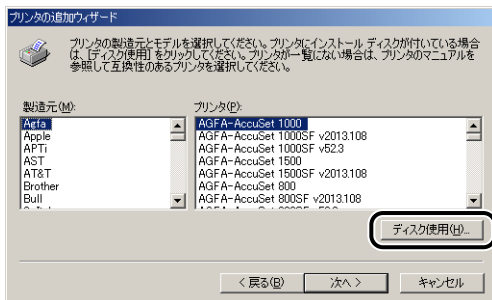 プリンタの追加ウィザード
プリンタの製造元とモデルを選択してください。プリンタにインストール ディスクが付いている場合
は、[ディスク使用] をクリックしてください。プリンタが一覧にない場合は、プリンタのマニュアルを
参照して互換性のあるプリンタを選択してください。
製造元(M):
Agfa
Apple
APTi
AST
AT&T
Brother
Bull
プリンタ(P):
AGFA-AccuSet 1000
AGFA-AccuSet 1000SF v2013.108
AGFA-AccuSet 1000SF v52.3
AGFA-AccuSet 1500
AGFA-AccuSet 1500SF v2013.108
AGFA-AccuSet 800
AGFA-AccuSet 800SF v2013.108
ディスク使用(H)...
< 戻る(B)
次へ >
キャンセル